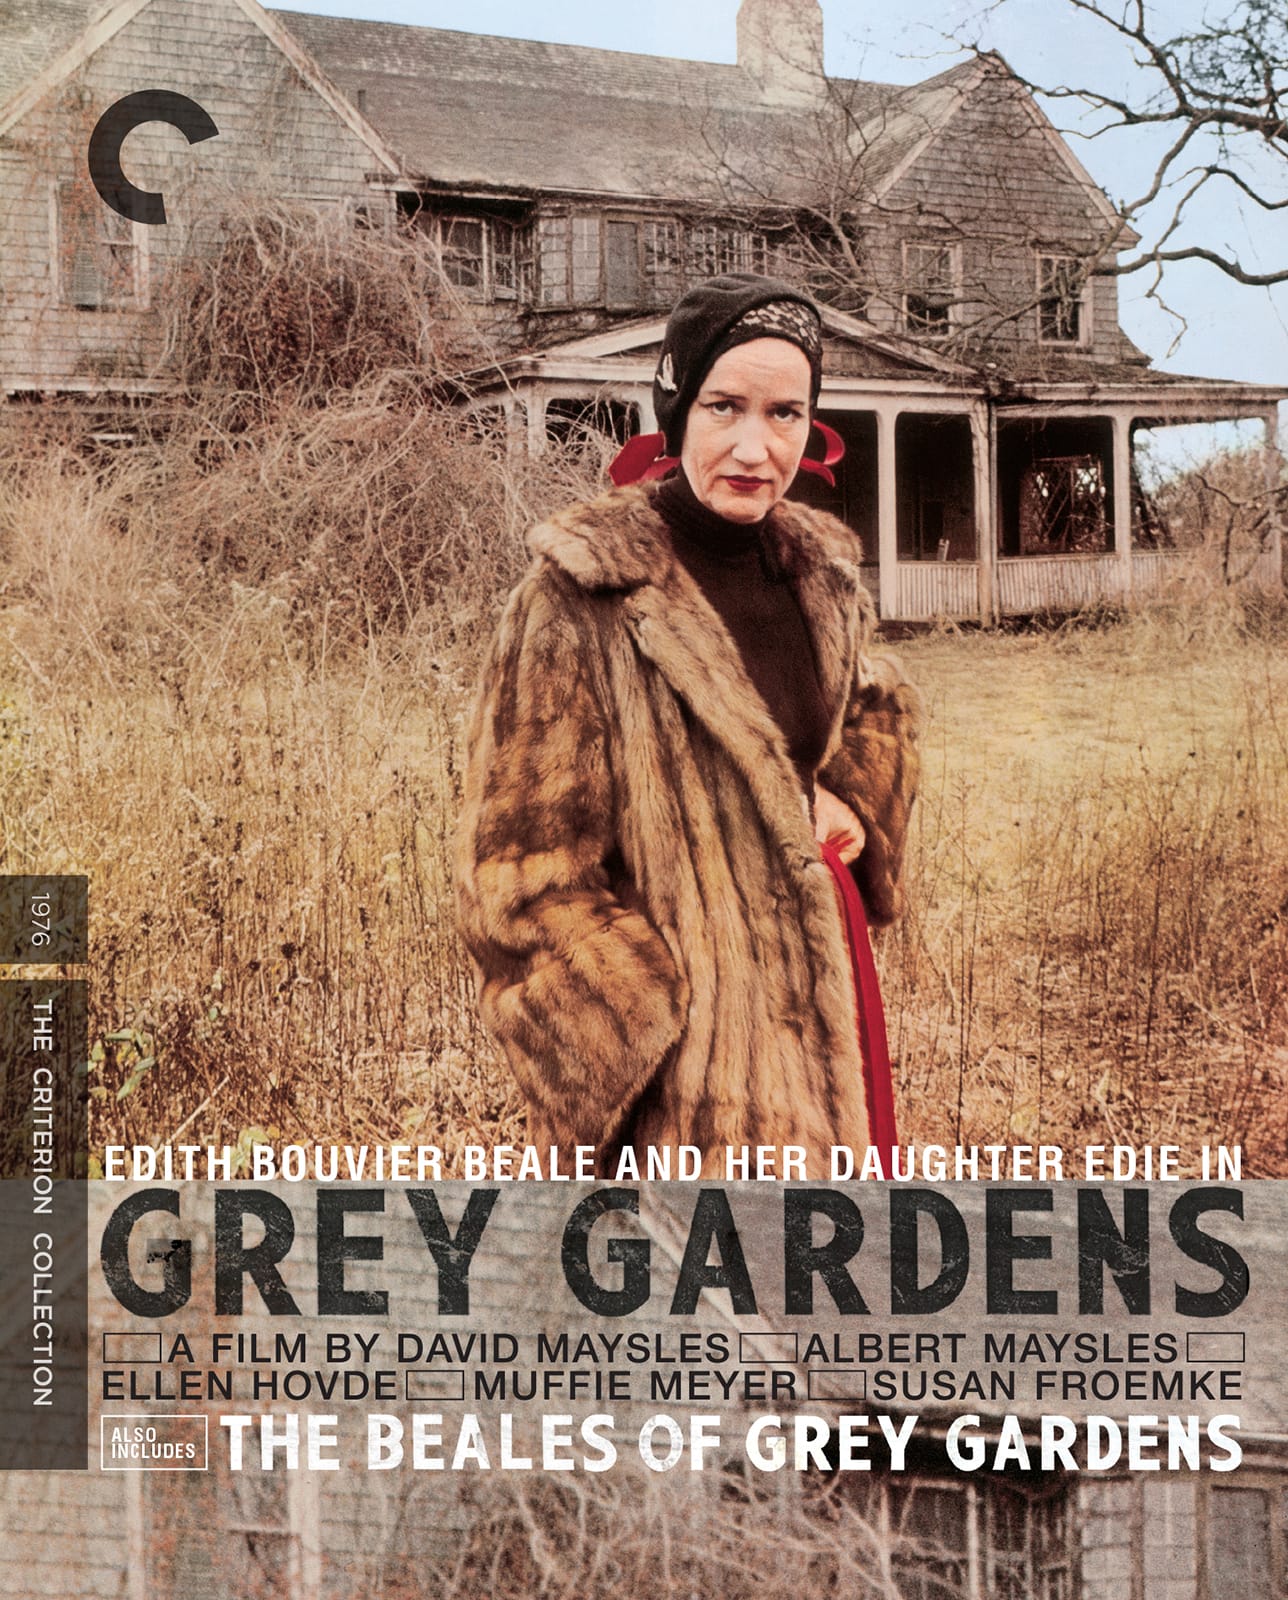 1976
THE CRITERION COLLECTION
EDITH BOUVIER BEALE AND HER DAUGHTER EDIE IN
GREY GARDENS
A FILM BY DAVID MAYSLES ALBERT MAYSLES
ELLEN HOVDE MUFFIE MEYER SUSAN FROEMKE
ALSO
INCLUDES
THE BEALES OF GREY GARDENS